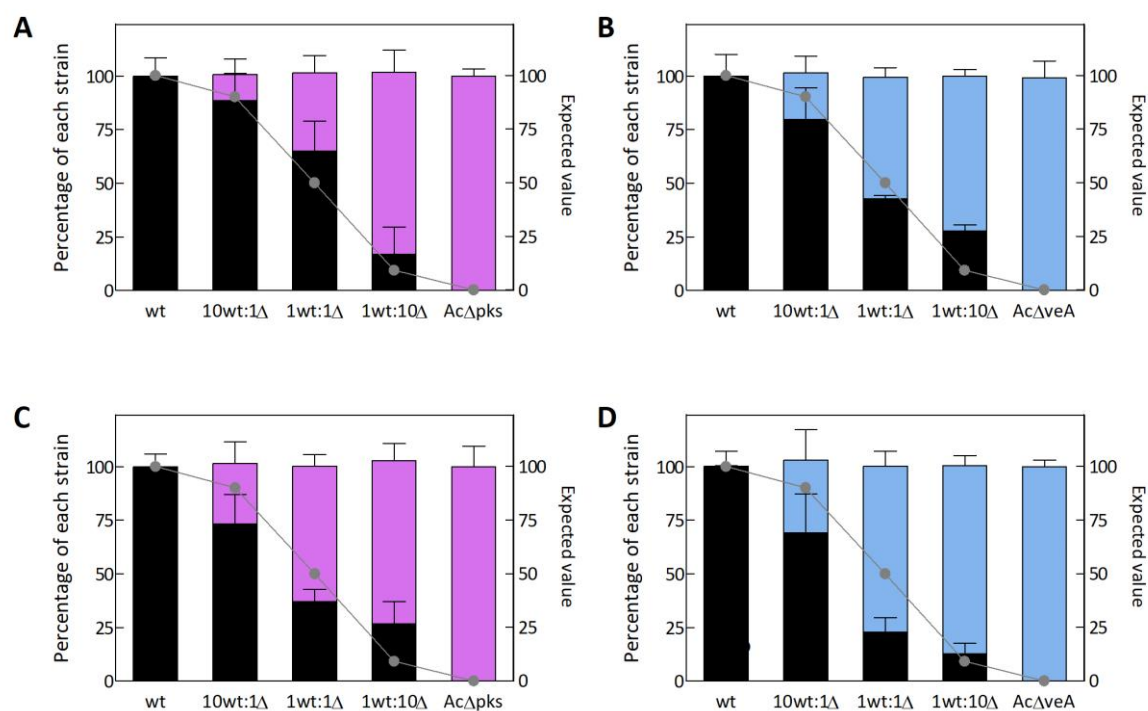 A
Percentage of each strain
100
75
50
25
0
100
75
50
25
0
Expected value
wt 10wt:1Δ 1wt:1Δ 1wt:10Δ AcΔpks
B
Percentage of each strain
100
75
50
25
0
100
75
50
25
0
Expected value
wt 10wt:1Δ 1wt:1Δ 1wt:10Δ AcΔveA
C
Percentage of each strain
100
75
50
25
0
100
75
50
25
0
Expected value
wt 10wt:1Δ 1wt:1Δ 1wt:10Δ AcΔpks
D
Percentage of each strain
100
75
50
25
0
100
75
50
25
0
Expected value
wt 10wt:1Δ 1wt:1Δ 1wt:10Δ AcΔveA